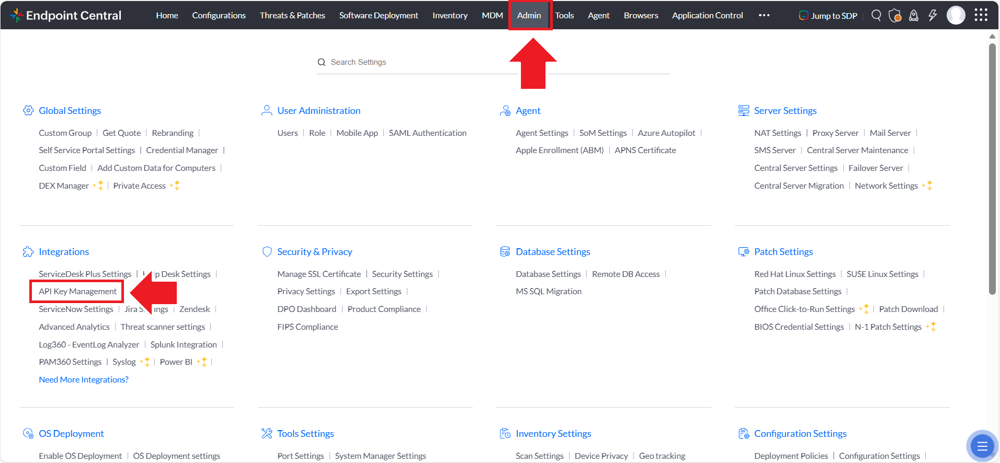 Endpoint Central Home Configurations Threats & Patches Software Deployment Inventory MDM Admin Tools Agent Browsers Application Control ••• Jump to SDP
Search Settings
Global Settings
Custom Group | Get Quote | Rebranding |
Self Service Portal Settings | Credential Manager |
Custom Field | Add Custom Data for Computers |
DEX Manager | Private Access
User Administration
Users | Role | Mobile App | SAML Authentication
Agent
Agent Settings | SoM Settings | Azure Autopilot |
Apple Enrollment (ABM) | APNS Certificate
Server Settings
NAT Settings | Proxy Server | Mail Server |
SMS Server | Central Server Maintenance |
Central Server Settings | Failover Server |
Central Server Migration | Network Settings
Integrations
ServiceDesk Plus Settings | Desk Settings |
API Key Management
ServiceNow Settings | Jira | Zendesk |
Advanced Analytics | Threat scanner settings |
Log360 - EventLog Analyzer | Splunk Integration |
PAM360 Settings | Syslog | Power BI |
Need More Integrations?
Security & Privacy
Manage SSL Certificate | Security Settings |
Privacy Settings | Export Settings |
DPO Dashboard | Product Compliance |
FIPS Compliance
Database Settings
Database Settings | Remote DB Access |
MS SQL Migration
Patch Settings
Red Hat Linux Settings | SUSE Linux Settings |
Patch Database Settings |
Office Click-to-Run Settings | Patch Download |
BIOS Credential Settings | N-1 Patch Settings
OS Deployment
Enable OS Deployment | OS Deployment settings
Tools Settings
Port Settings | System Manager Settings
Inventory Settings
Scan Settings | Device Privacy | Geo tracking
Configuration Settings
Deployment Policies | Configuration Settings |